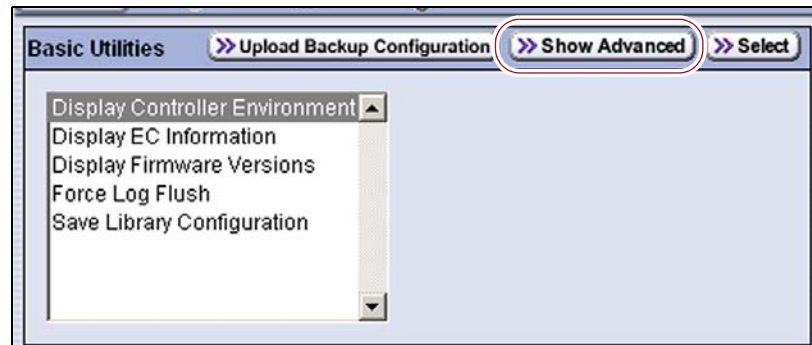 Basic Utilities >> Upload Backup Configuration >> Show Advanced >> Select
Display Controller Environment
Display EC Information
Display Firmware Versions
Force Log Flush
Save Library Configuration